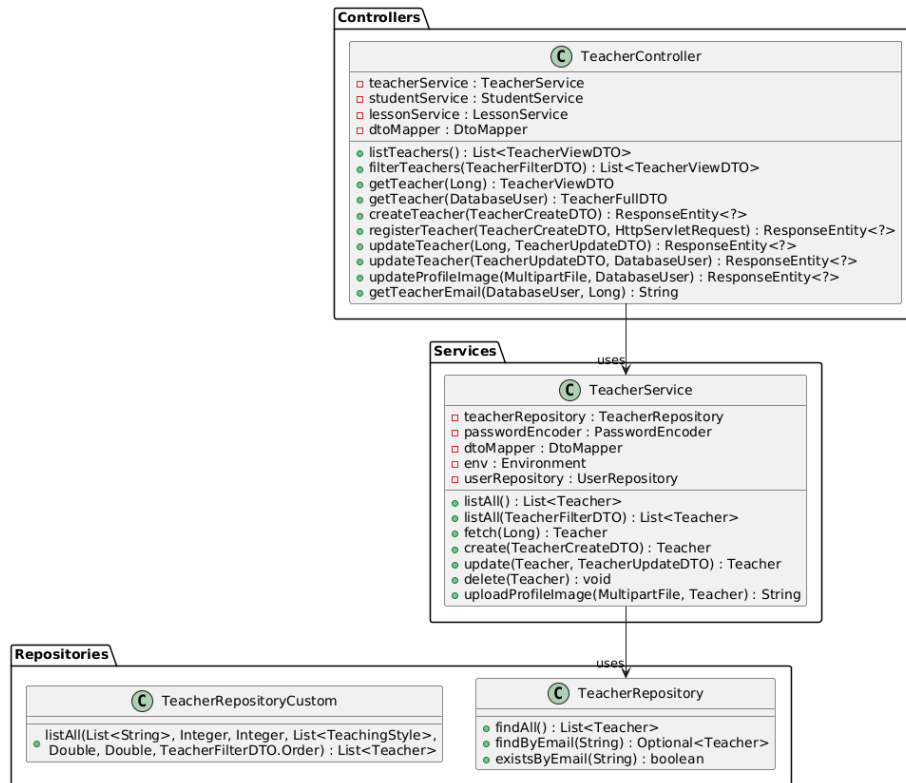 Controllers
C TeacherController
teacherService : TeacherService
studentService : StudentService
lessonService : LessonService
dtoMapper : DtoMapper
listTeachers() : List<TeacherViewDTO>
filterTeachers(TeacherFilterDTO) : List<TeacherViewDTO>
getTeacher(Long) : TeacherViewDTO
getTeacher(DatabaseUser) : TeacherFullDTO
createTeacher(TeacherCreateDTO) : ResponseEntity<?>
registerTeacher(TeacherCreateDTO, HttpServletRequest) : ResponseEntity<?>
updateTeacher(Long, TeacherUpdateDTO) : ResponseEntity<?>
updateTeacher(TeacherUpdateDTO, DatabaseUser) : ResponseEntity<?>
updateProfileImage(MultipartFile, DatabaseUser) : ResponseEntity<?>
getTeacherEmail(DatabaseUser, Long) : String
Services
uses
C TeacherService
teacherRepository : TeacherRepository
passwordEncoder : PasswordEncoder
dtoMapper : DtoMapper
env : Environment
userRepository : UserRepository
listAll() : List<Teacher>
listAll(TeacherFilterDTO) : List<Teacher>
fetch(Long) : Teacher
create(TeacherCreateDTO) : Teacher
update(Teacher, TeacherUpdateDTO) : Teacher
delete(Teacher) : void
uploadProfileImage(MultipartFile, Teacher) : String
Repositories
uses
C TeacherRepositoryCustom
listAll(List<String>, Integer, Integer, List<TeachingStyle>,
Double, Double, TeacherFilterDTO.Order) : List<Teacher>
C TeacherRepository
findAll() : List<Teacher>
findByEmail(String) : Optional<Teacher>
existsByEmail(String) : boolean